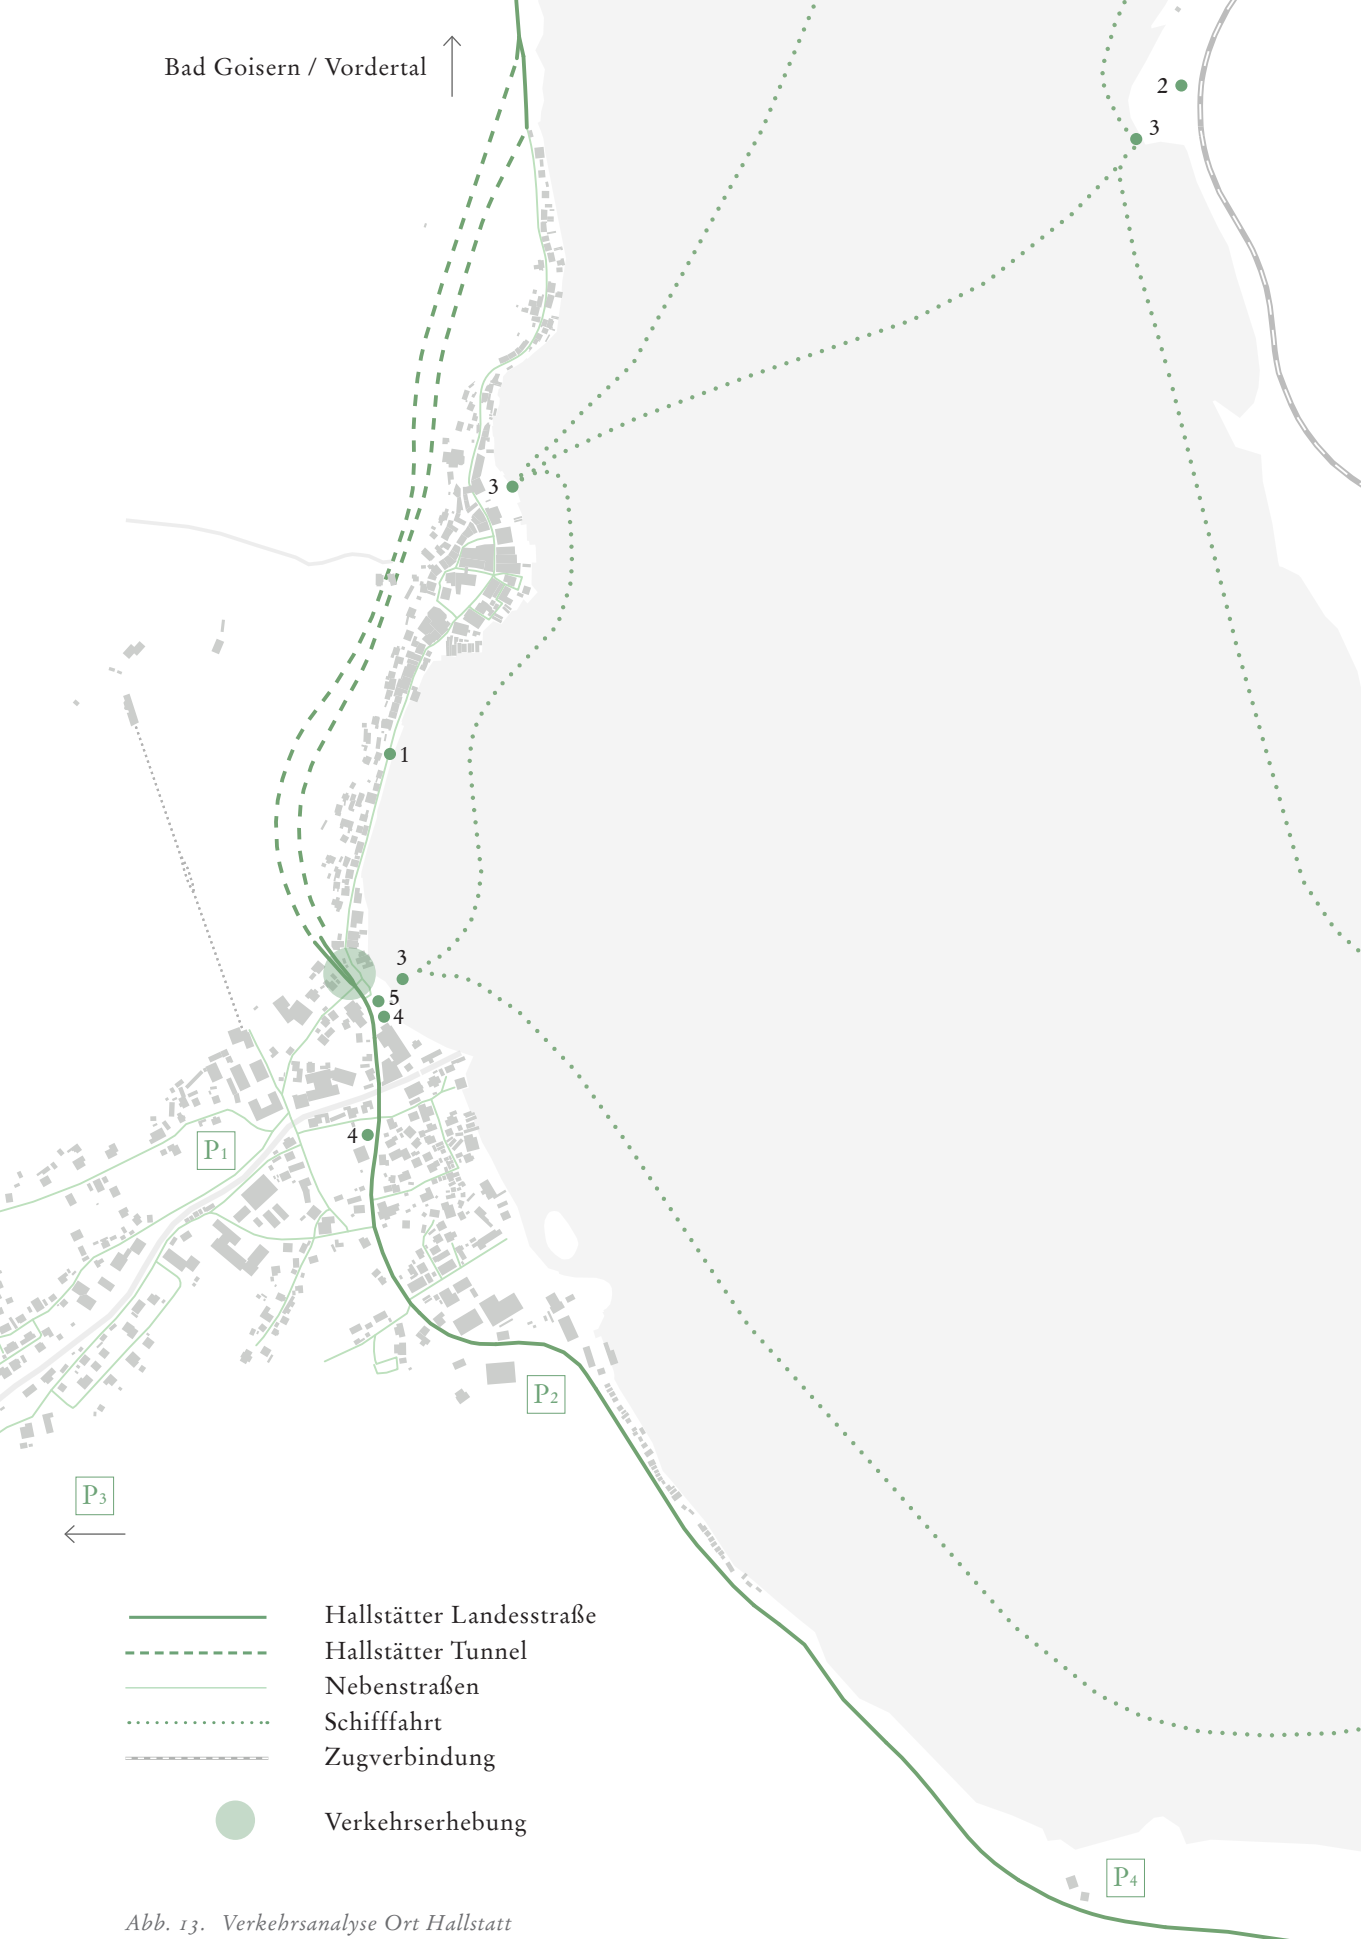 Bad Goisern / Vordertal
2
3
3
1
3
5
4
4
P1
P2
P3
Hallstätter Landesstraße
Hallstätter Tunnel
Nebenstraßen
Schifffahrt
Zugverbindung
Verkehrserhebung
P4
Abb. 13. Verkehrsanalyse Ort Hallstatt